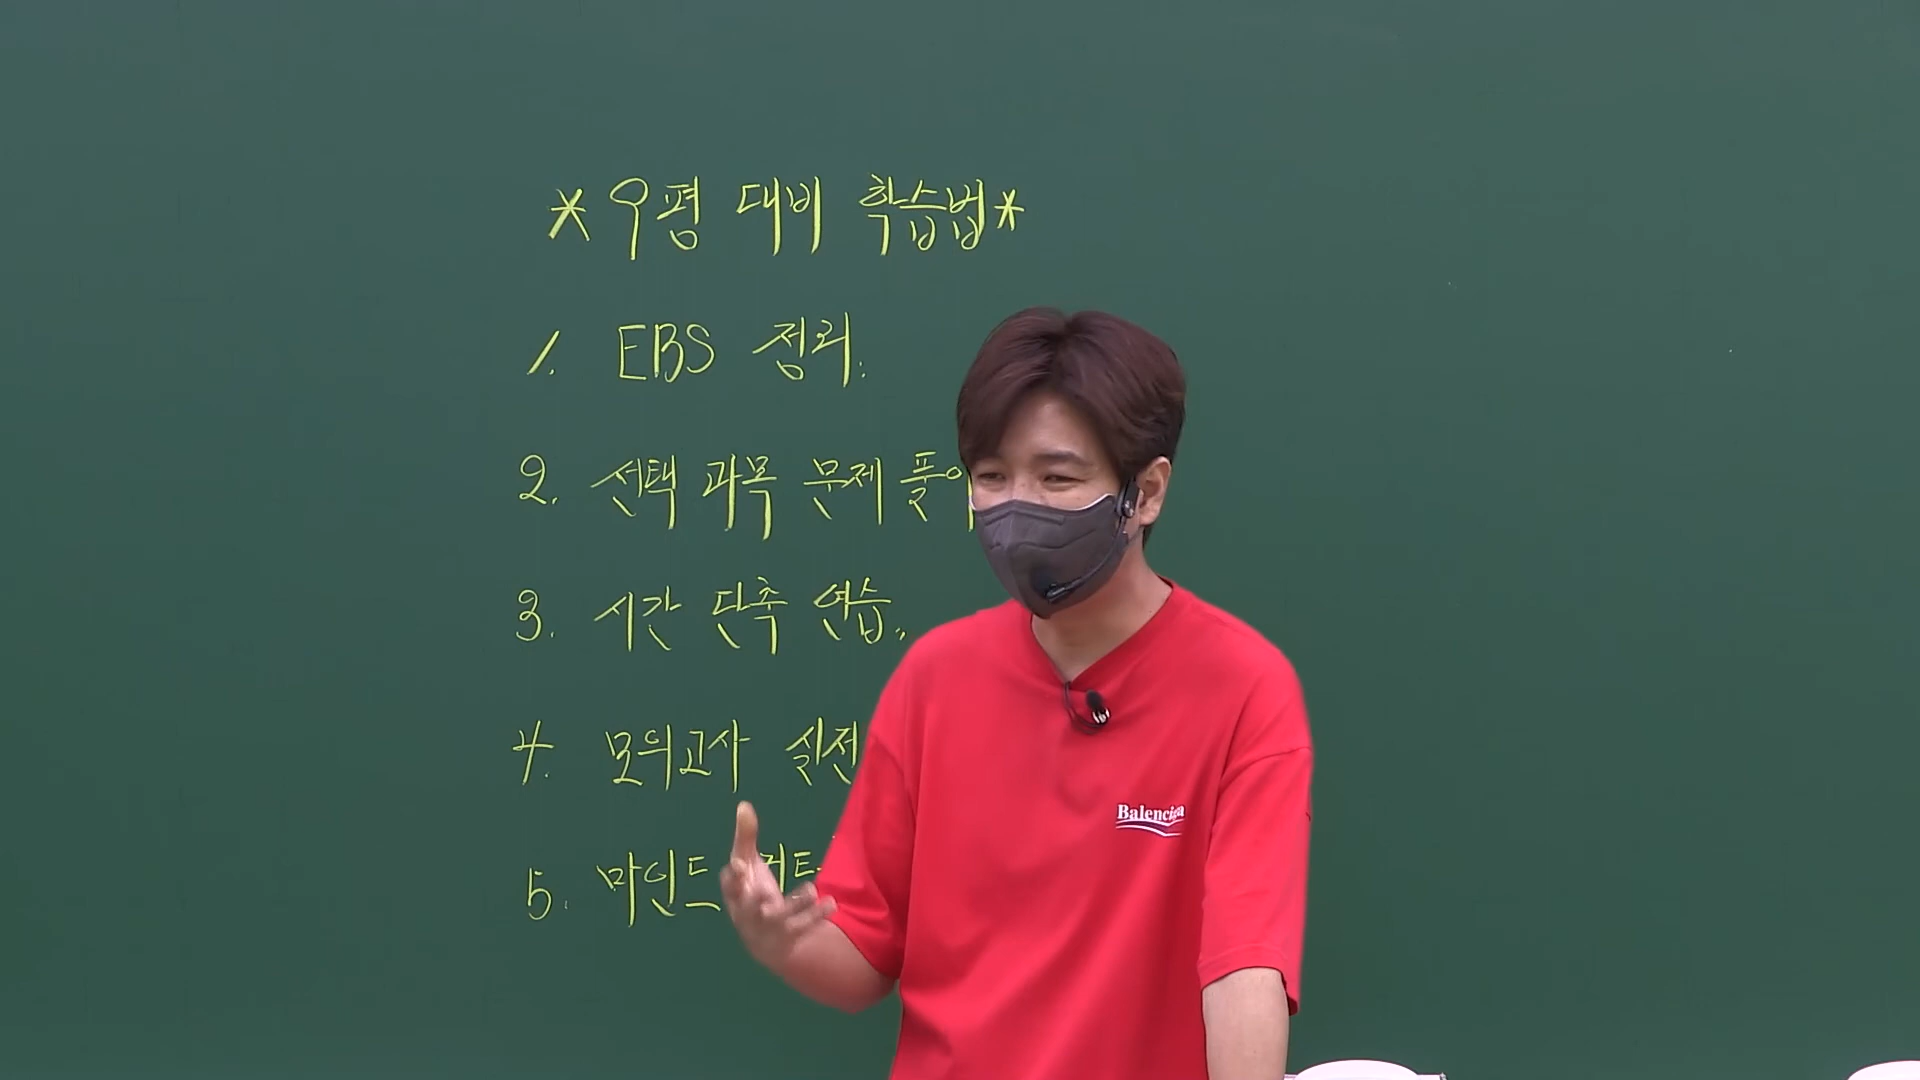 *9평 대비 학습법*
1. EBS 정리.
2. 선택 과목 문제 풀이
3. 시간 단축 연습.
4. 모의고사 실전
5. 마인드
Balenciaga